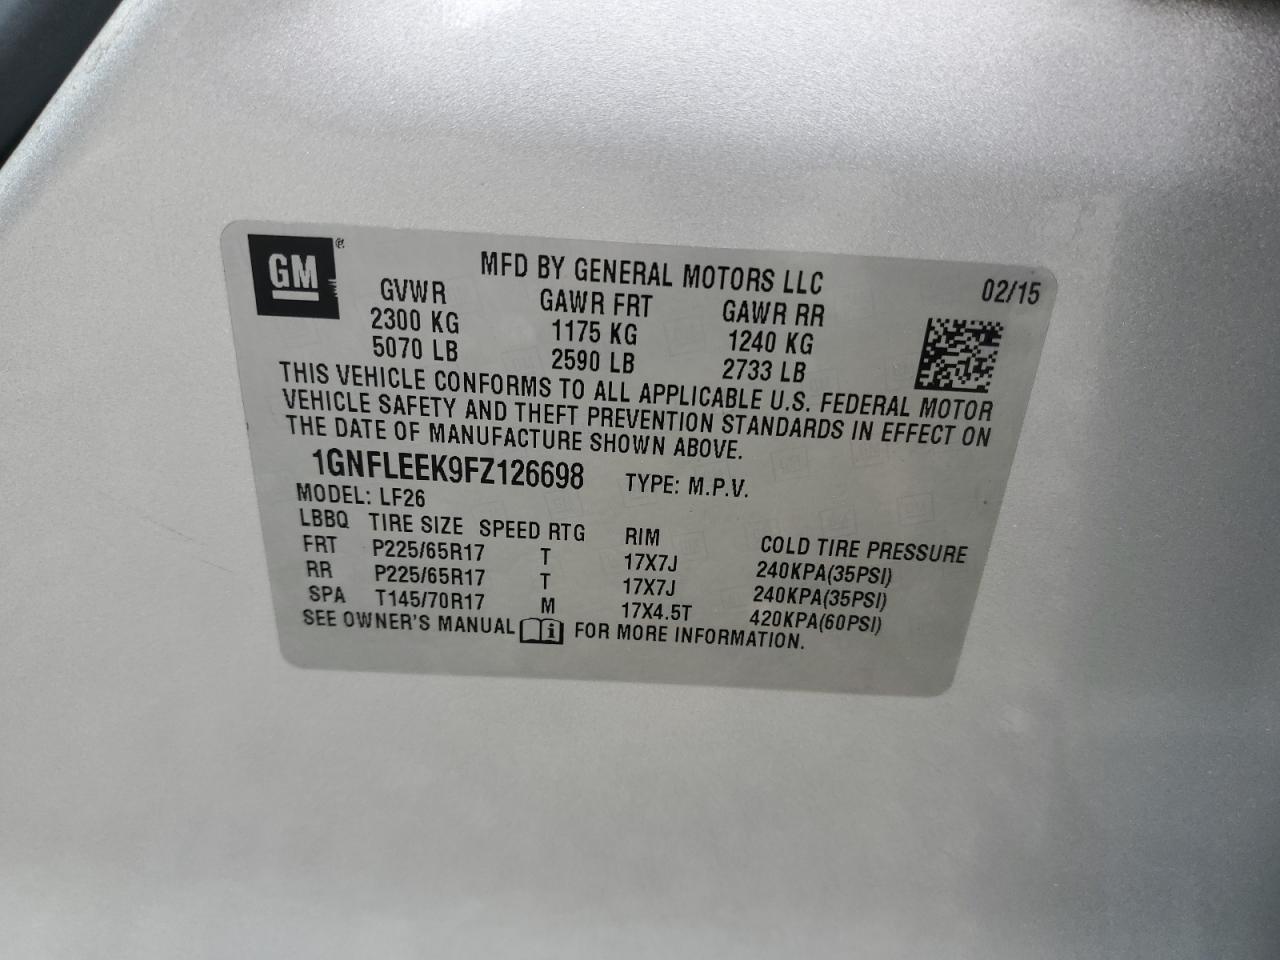 GM ®
MFD BY GENERAL MOTORS LLC 02/15
GVWR GAWR FRT GAWR RR
2300 KG 1175 KG 1240 KG
5070 LB 2590 LB 2733 LB
THIS VEHICLE CONFORMS TO ALL APPLICABLE U.S. FEDERAL MOTOR
VEHICLE SAFETY AND THEFT PREVENTION STANDARDS IN EFFECT ON
THE DATE OF MANUFACTURE SHOWN ABOVE.
1GNFLEEK9FZ126698 TYPE: M.P.V.
MODEL: LF26
LBBQ TIRE SIZE SPEED RTG RIM COLD TIRE PRESSURE
FRT P225/65R17 T 17X7J 240KPA(35PSI)
RR P225/65R17 T 17X7J 240KPA(35PSI)
SPA T145/70R17 M 17X4.5T 420KPA(60PSI)
SEE OWNER'S MANUAL i FOR MORE INFORMATION.